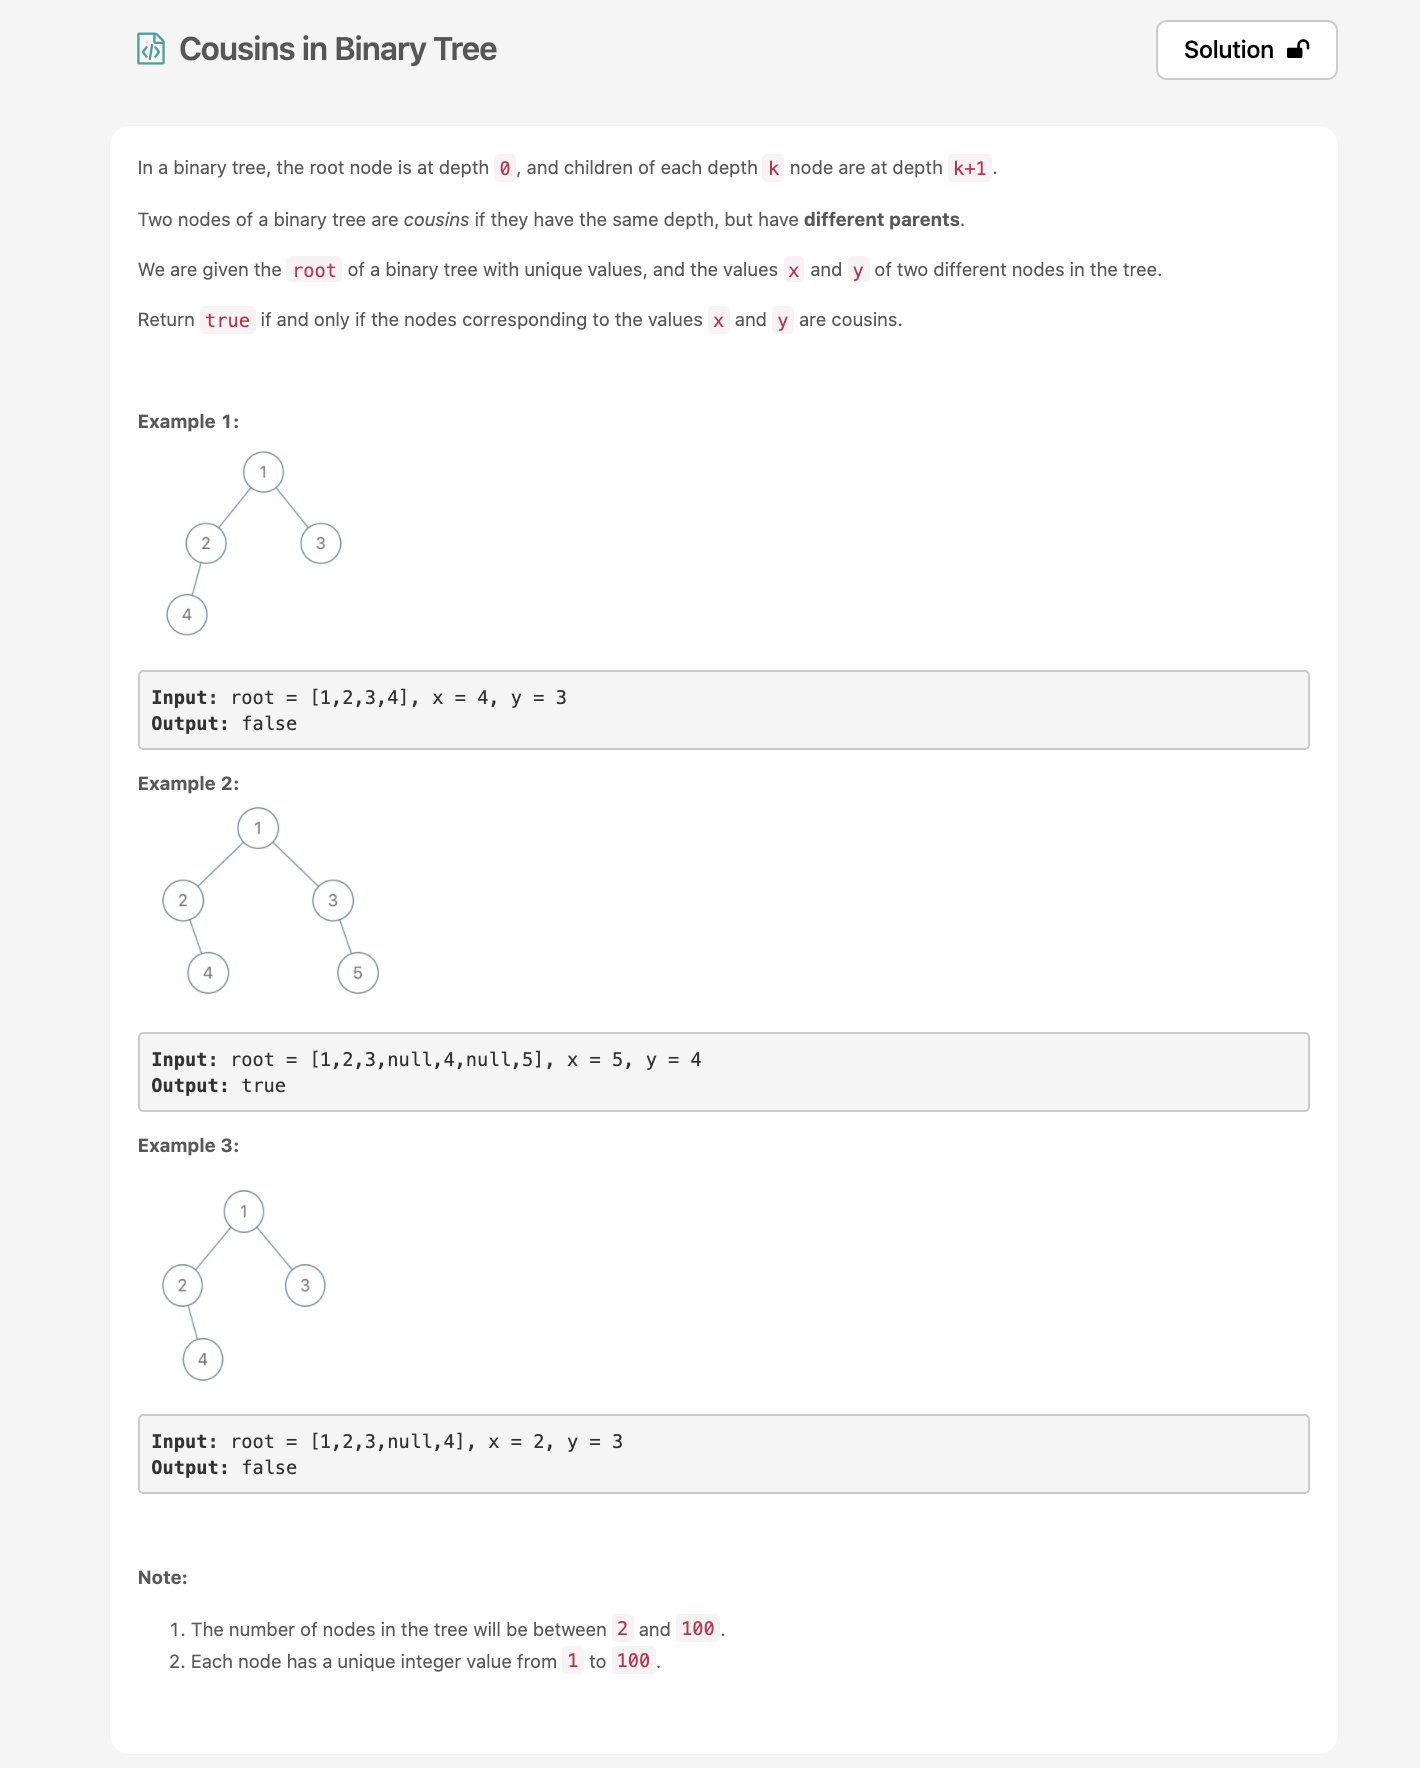 Cousins in Binary Tree
Solution
In a binary tree, the root node is at depth 0, and children of each depth k node are at depth k+1.
Two nodes of a binary tree are cousins if they have the same depth, but have different parents.
We are given the root of a binary tree with unique values, and the values x and y of two different nodes in the tree.
Return true if and only if the nodes corresponding to the values x and y are cousins.
Example 1:
1
2 3
4
Input: root = [1,2,3,4], x = 4, y = 3
Output: false
Example 2:
1
2 3
4 5
Input: root = [1,2,3,null,4,null,5], x = 5, y = 4
Output: true
Example 3:
1
2 3
4
Input: root = [1,2,3,null,4], x = 2, y = 3
Output: false
Note:
1. The number of nodes in the tree will be between 2 and 100.
2. Each node has a unique integer value from 1 to 100.